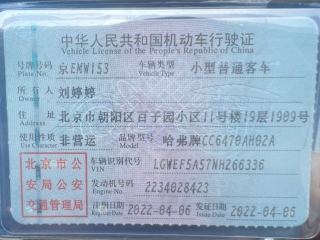 中华人民共和国机动车行驶证
Vehicle License of the People's Republic of China
号牌号码 京EMW153 车辆类型 小型普通客车
Plate No. Vehicle Type
所有人 刘婷婷
Owner
住址 北京市朝阳区百子园小区11号楼19层1909号
Address
使用性质 非营运 品牌型号 哈弗牌CC6470AH02A
Use Character Model
北京市公安局公安交通管理局
车辆识别代号 LGWEF5A57NH266336
VIN
发动机号码 2234028423
Engine No.
注册日期 2022-04-06 发证日期 2022-04-06
Register Date Issue Date